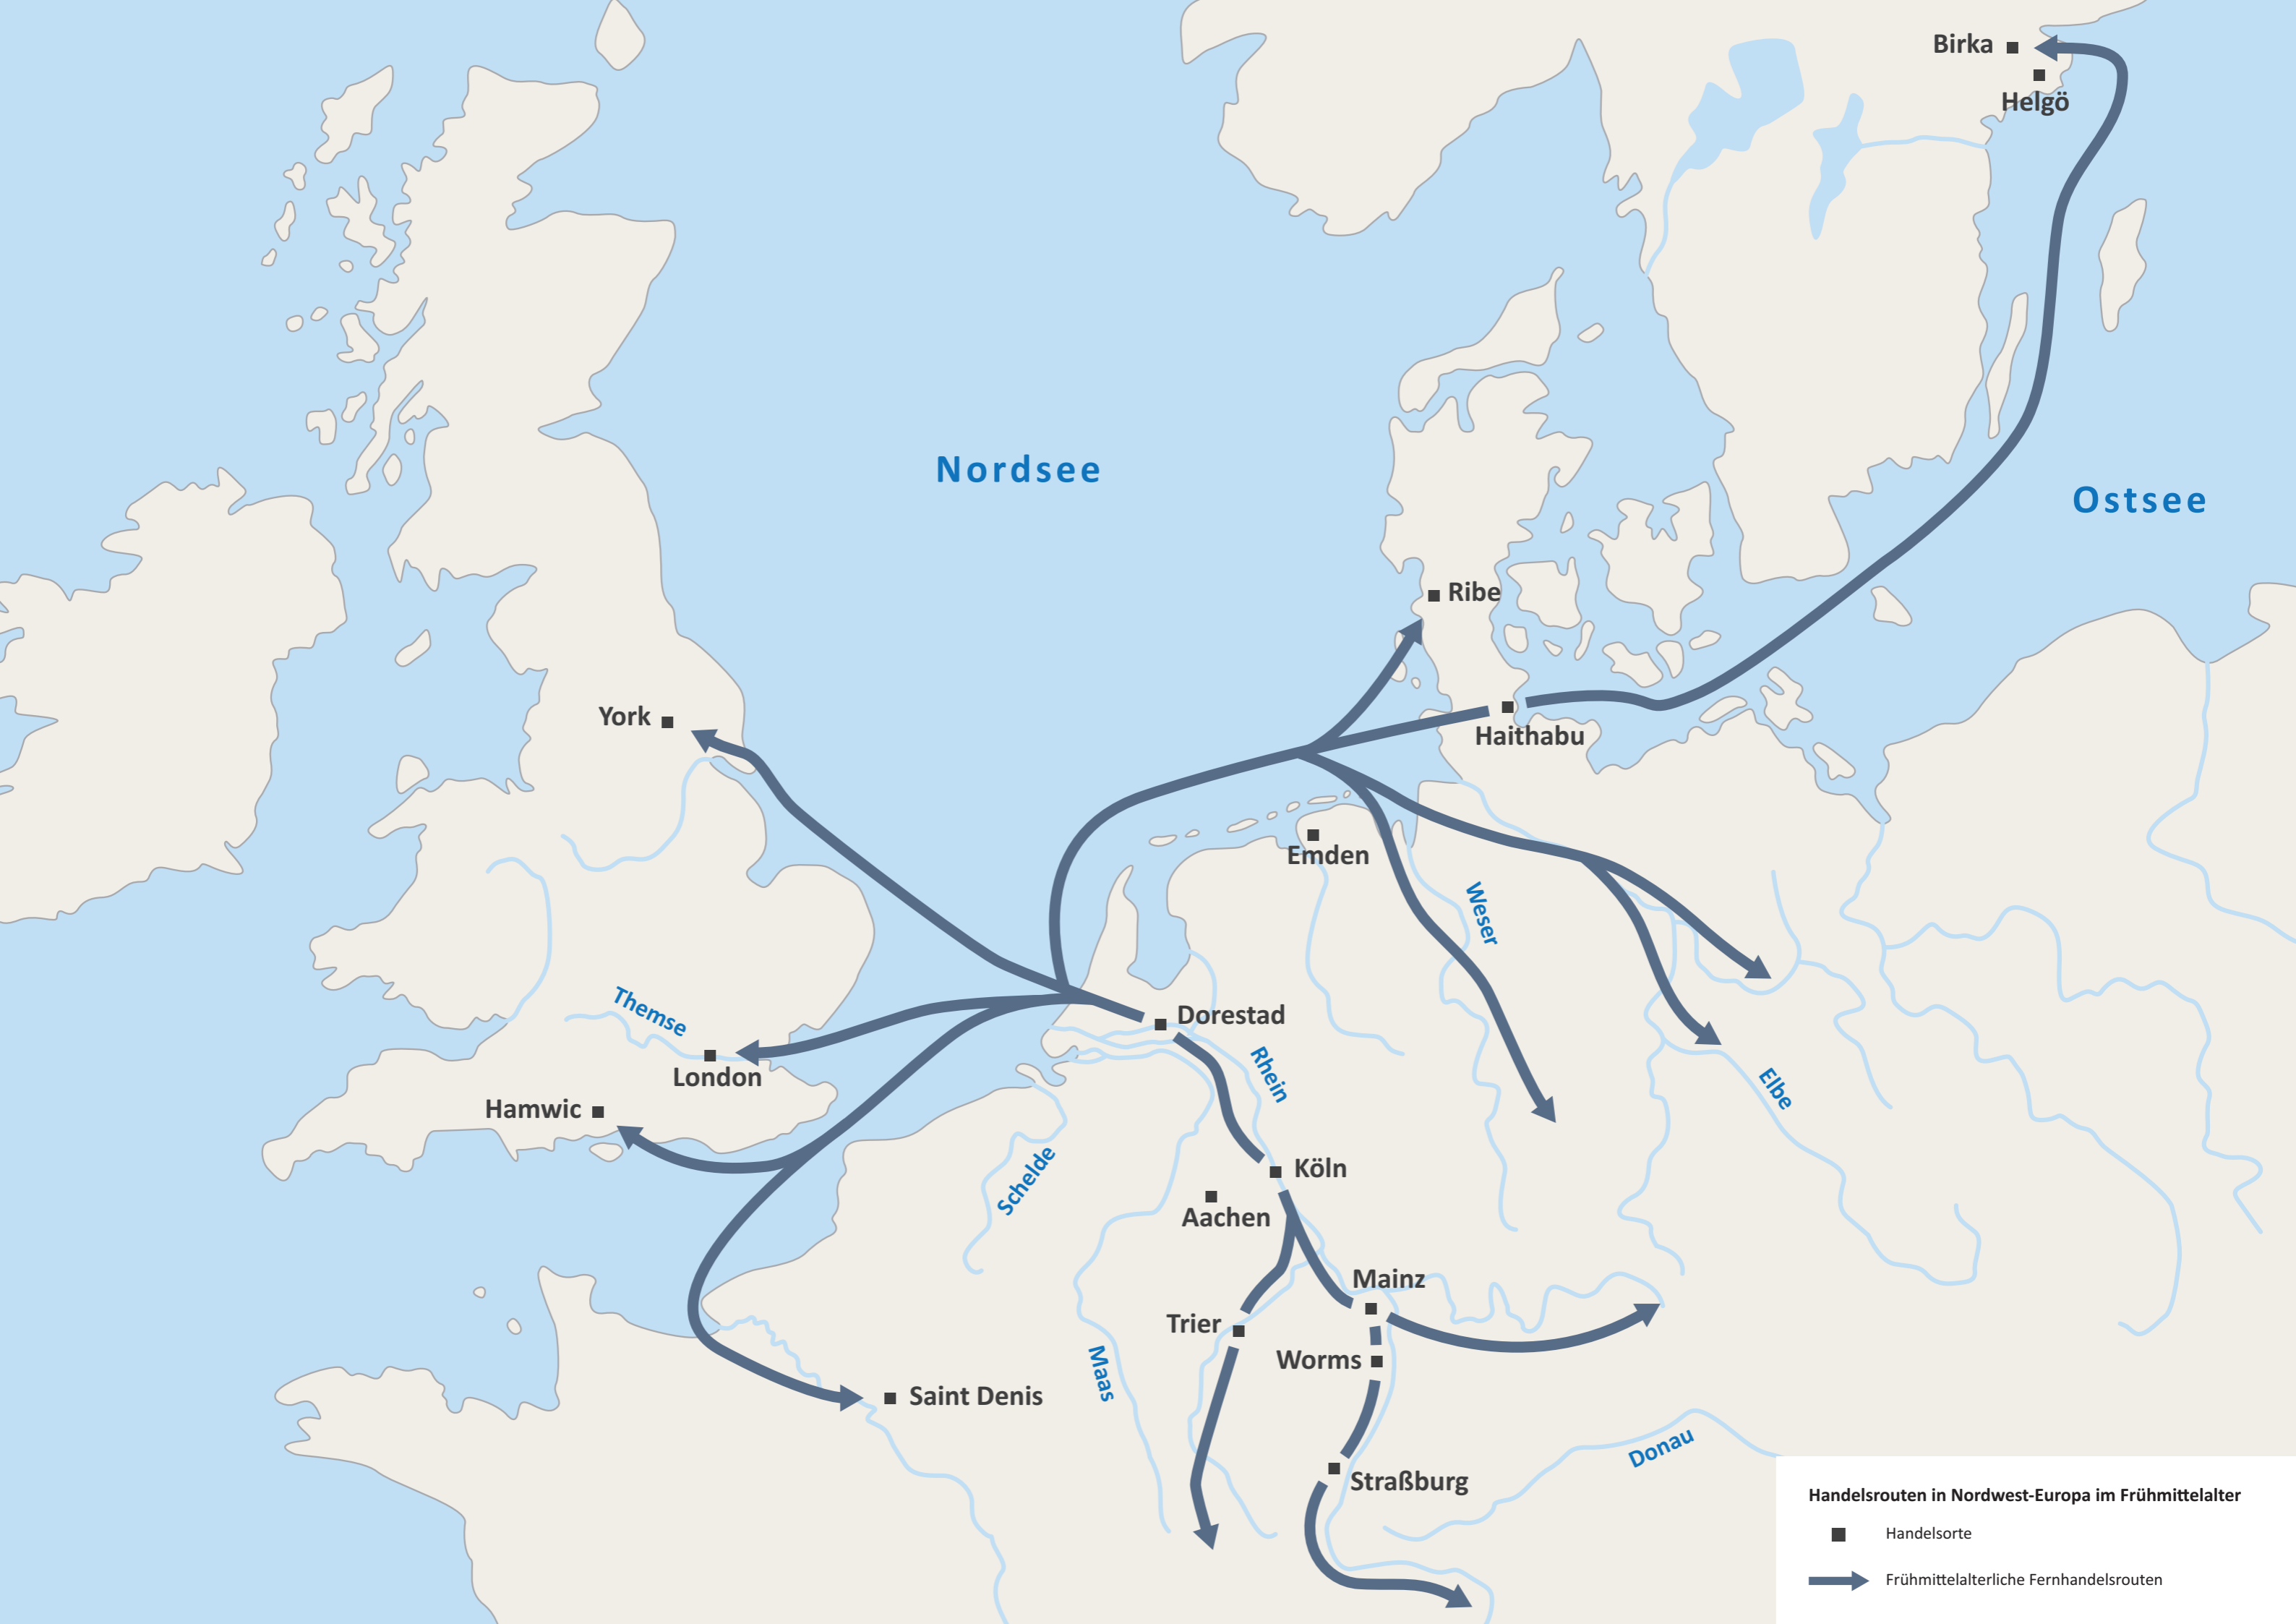 Birka
Helgö
Nordsee
Ostsee
Ribe
York
Haithabu
Emden
Weser
Themse
Dorestad
London
Rhein
Elbe
Hamwic
Schelde
Köln
Aachen
Mainz
Trier
Worms
Maas
Saint Denis
Donau
Straßburg
Handelsrouten in Nordwest-Europa im Frühmittelalter
Handelsorte
Frühmittelalterliche Fernhandelsrouten